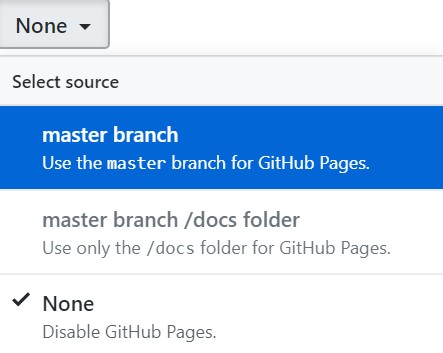 None
Select source
master branch
Use the master branch for GitHub Pages.
master branch /docs folder
Use only the /docs folder for GitHub Pages.
None
Disable GitHub Pages.